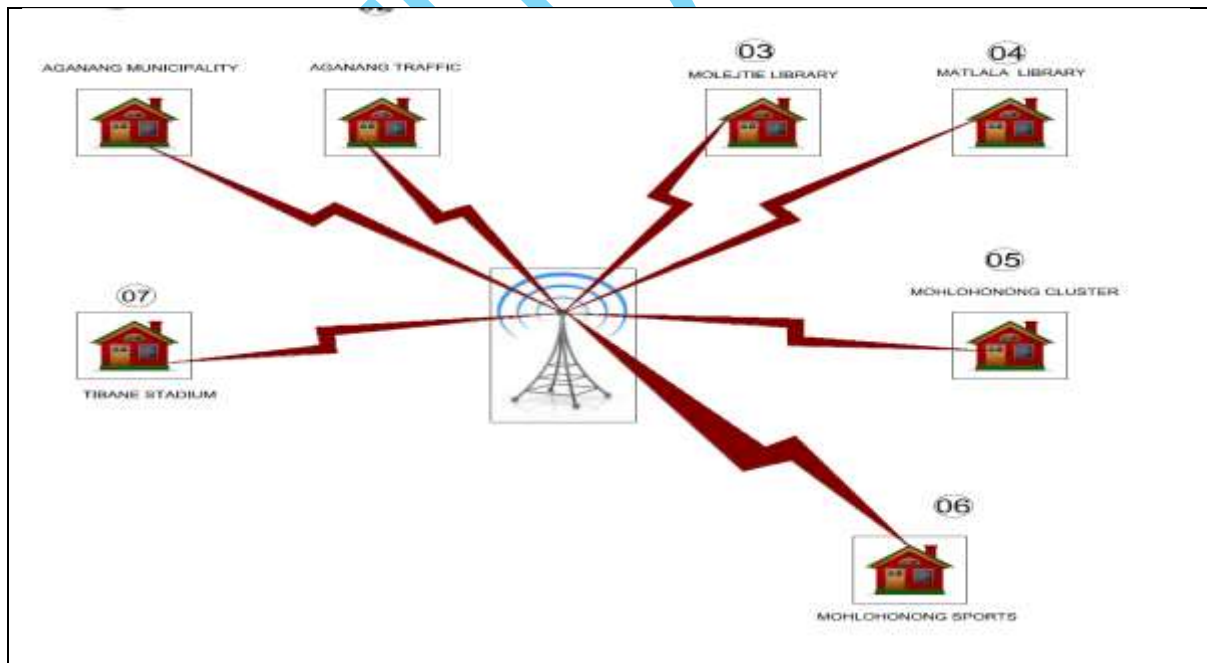 AGANANG MUNICIPALITY
AGANANG TRAFFIC
03
MOLEJTIE LIBRARY
04
MATLALA LIBRARY
05
MOHLOHONONG CLUSTER
07
TIBANE STADIUM
06
MOHLOHONONG SPORTS